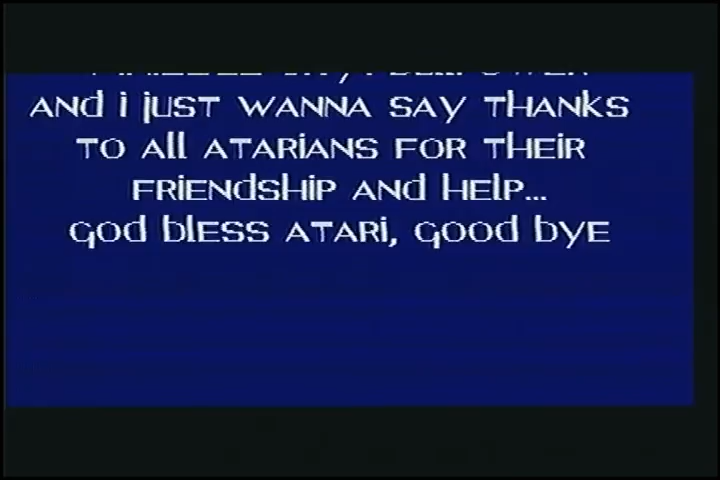 AND I JUST WANNA SAY THANKS
TO ALL ATARIANS FOR THEIR
FRIENDSHIP AND HELP...
GOD BLESS ATARI, GOOD BYE